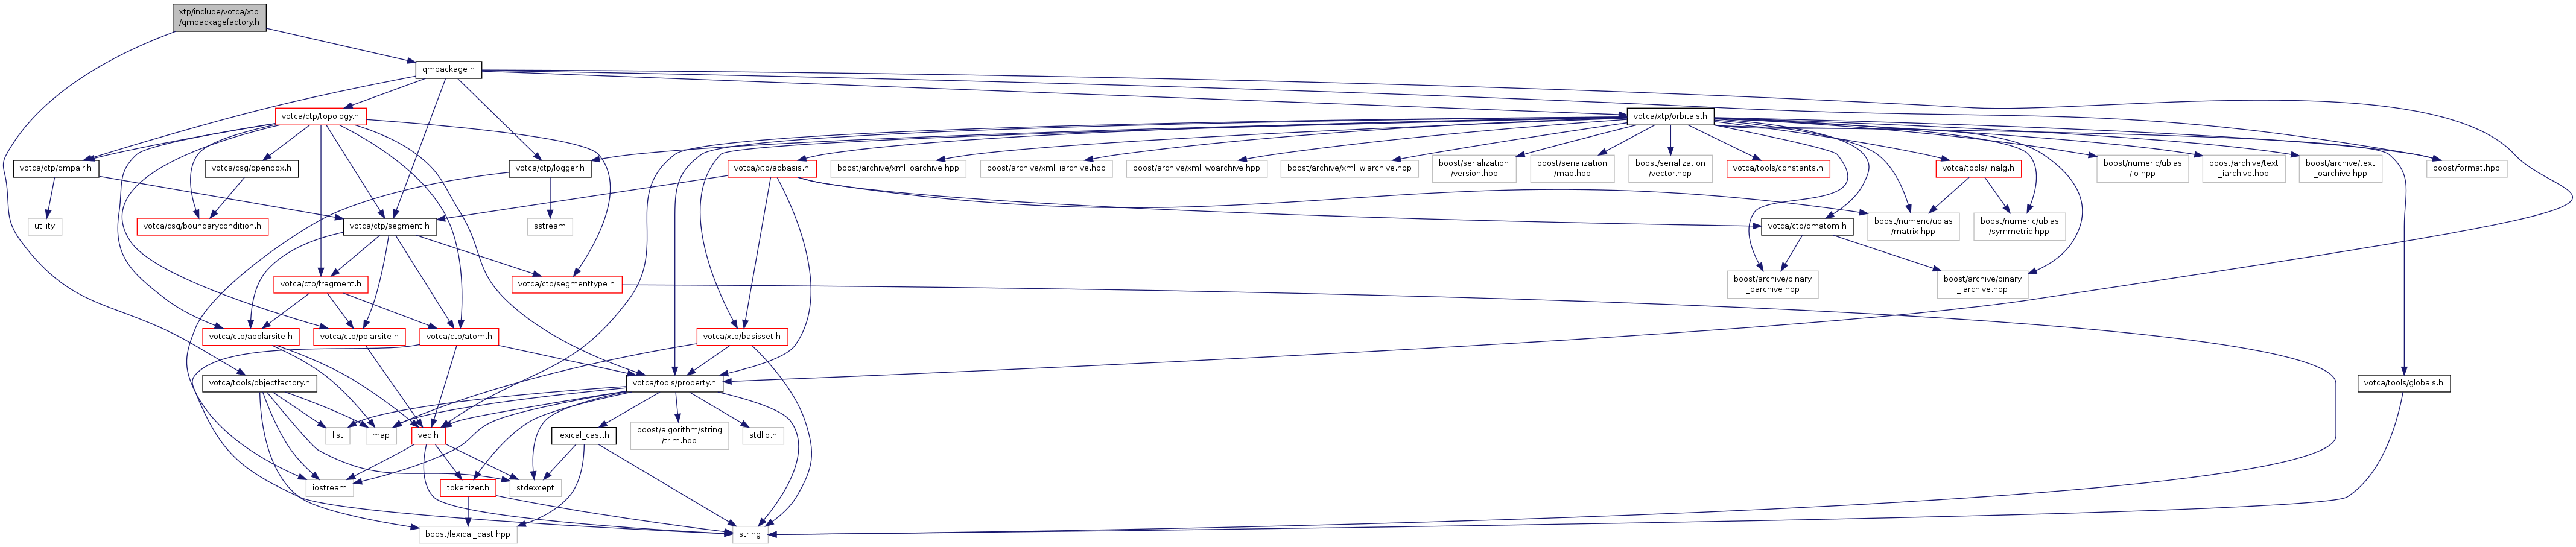 xtp/include/votca/xtp
/qmpackagefactory.h
qmpackage.h
votca/ctp/topology.h
votca/xtp/orbitals.h
votca/ctp/qmpair.h
votca/csg/openbox.h
votca/ctp/logger.h
votca/xtp/aobasis.h
boost/archive/xml_oarchive.hpp
boost/archive/xml_iarchive.hpp
boost/archive/xml_woarchive.hpp
boost/archive/xml_wiarchive.hpp
boost/serialization
/version.hpp
boost/serialization
/map.hpp
boost/serialization
/vector.hpp
votca/tools/constants.h
votca/tools/linalg.h
boost/numeric/ublas
/io.hpp
boost/archive/text
_iarchive.hpp
boost/archive/text
_oarchive.hpp
boost/format.hpp
utility
votca/csg/boundarycondition.h
votca/ctp/segment.h
sstream
votca/ctp/qmatom.h
boost/numeric/ublas
/matrix.hpp
boost/numeric/ublas
/symmetric.hpp
votca/ctp/fragment.h
votca/ctp/segmenttype.h
boost/archive/binary
_oarchive.hpp
boost/archive/binary
_iarchive.hpp
votca/ctp/apolarsite.h
votca/ctp/polarsite.h
votca/ctp/atom.h
votca/xtp/basisset.h
votca/tools/objectfactory.h
votca/tools/property.h
votca/tools/globals.h
list
map
vec.h
lexical_cast.h
boost/algorithm/string
/trim.hpp
stdlib.h
iostream
tokenizer.h
stdexcept
boost/lexical_cast.hpp
string